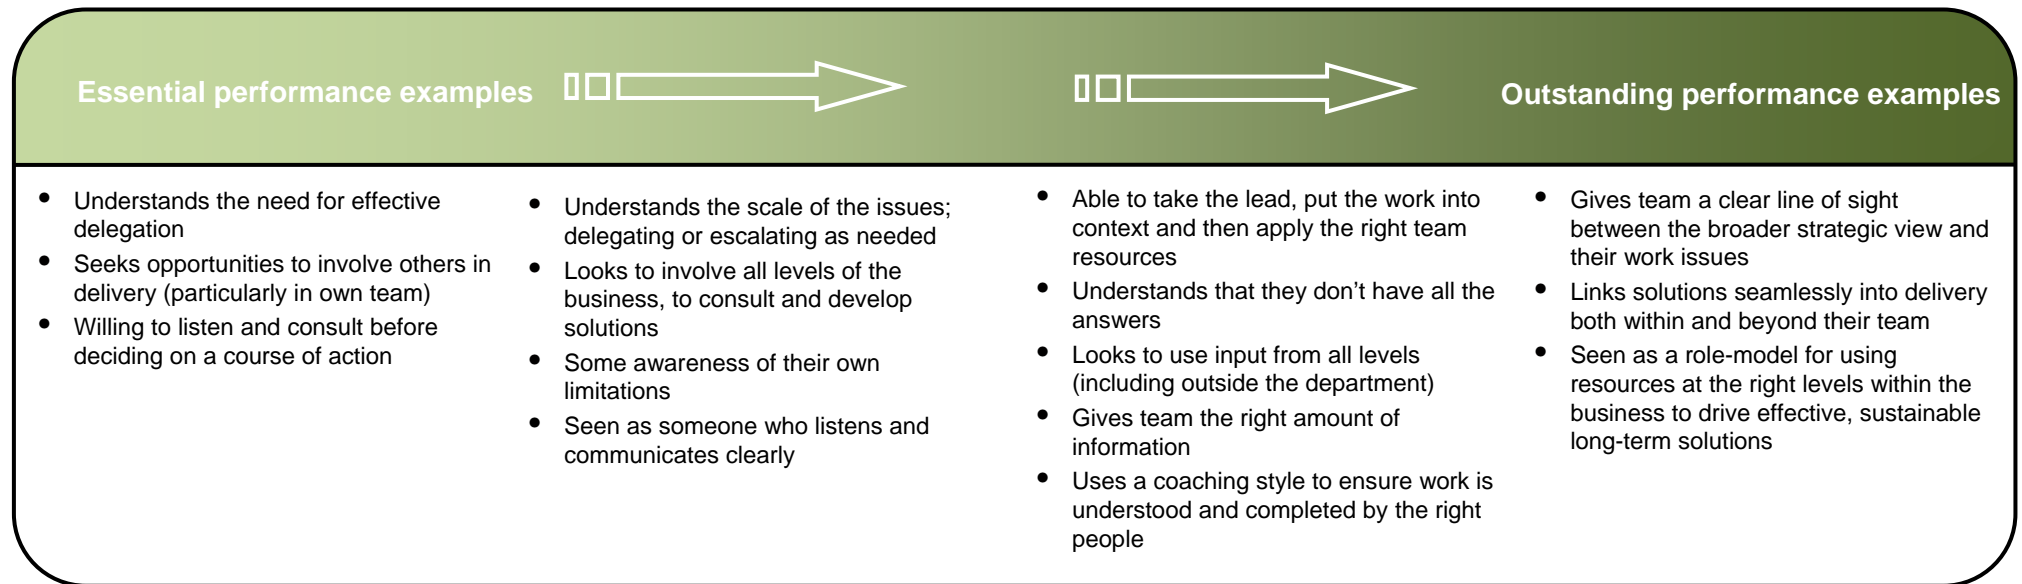 Essential performance examples
Outstanding performance examples
• Understands the need for effective
delegation
• Seeks opportunities to involve others in
delivery (particularly in own team)
• Willing to listen and consult before
deciding on a course of action
• Understands the scale of the issues;
delegating or escalating as needed
• Looks to involve all levels of the
business, to consult and develop
solutions
• Some awareness of their own
limitations
• Seen as someone who listens and
communicates clearly
• Able to take the lead, put the work into
context and then apply the right team
resources
• Understands that they don’t have all the
answers
• Looks to use input from all levels
(including outside the department)
• Gives team the right amount of
information
• Uses a coaching style to ensure work is
understood and completed by the right
people
• Gives team a clear line of sight
between the broader strategic view and
their work issues
• Links solutions seamlessly into delivery
both within and beyond their team
• Seen as a role-model for using
resources at the right levels within the
business to drive effective, sustainable
long-term solutions